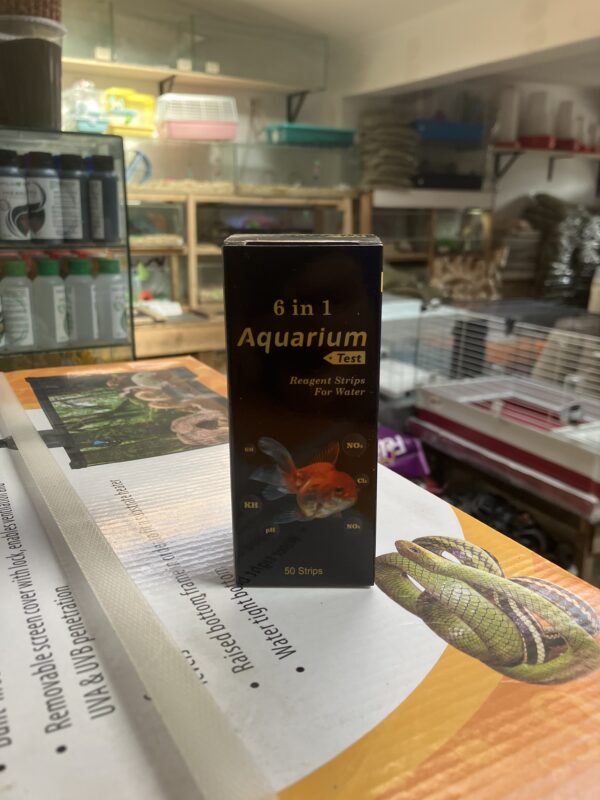 6 in 1
Aquarium
Test
Reagent Strips
For Water
GH
NO₃
Cl₂
KH
NO₂
pH
50 Strips
Removable screen cover with lock, enables ventilation and
UVA & UVB penetration
Raised bottom frame
Water tight bottom